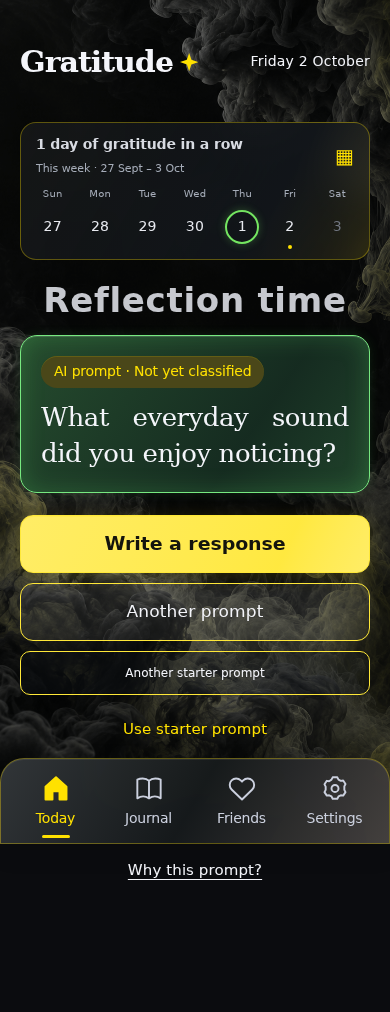 Gratitude
Friday 2 October
1 day of gratitude in a row
This week · 27 Sept – 3 Oct
Sun Mon Tue Wed Thu Fri Sat
27 28 29 30 1 2 3
Reflection time
AI prompt · Not yet classified
What everyday sound
did you enjoy noticing?
Write a response
Another prompt
Another starter prompt
Use starter prompt
Today Journal Friends Settings
Why this prompt?